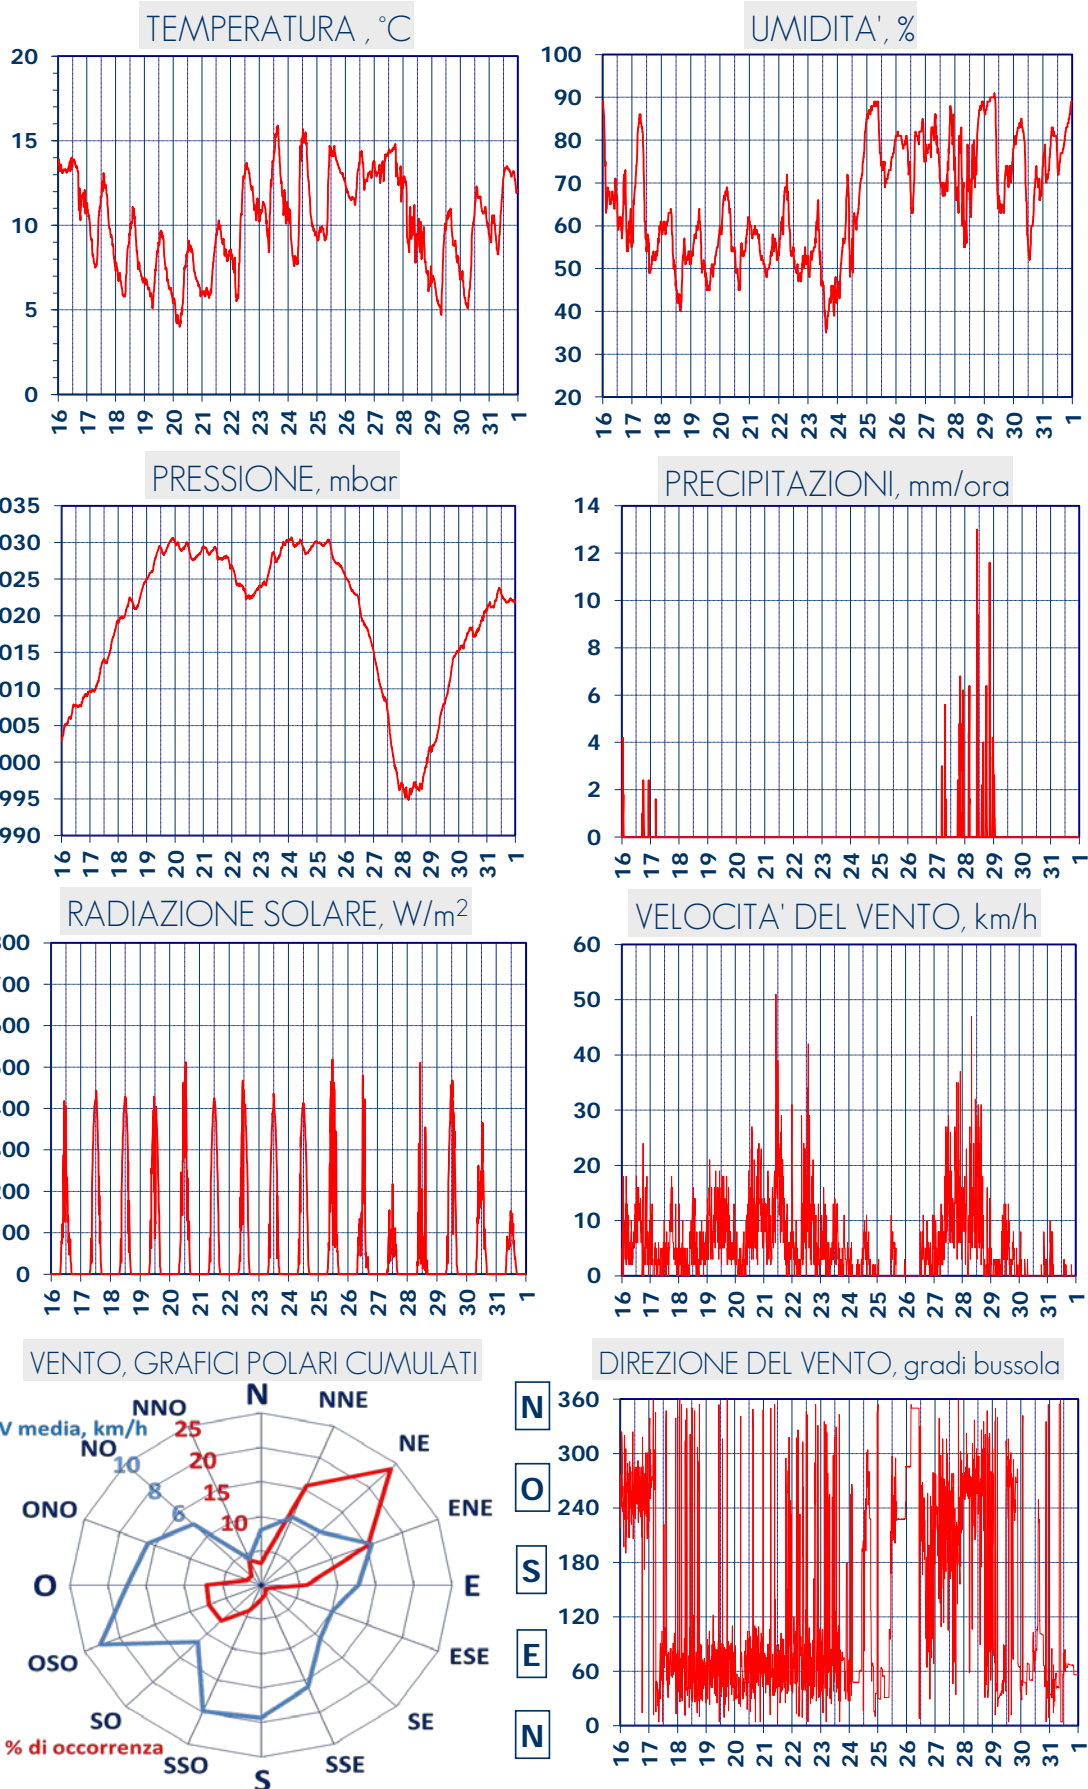 TEMPERATURA , °C
UMIDITA', %
20
15
10
5
0
16 17 18 19 20 21 22 23 24 25 26 27 28 29 30 31 1
100
90
80
70
60
50
40
30
20
16 17 18 19 20 21 22 23 24 25 26 27 28 29 30 31 1
PRESSIONE, mbar
PRECIPITAZIONI, mm/ora
035
030
025
020
015
010
005
000
995
990
16 17 18 19 20 21 22 23 24 25 26 27 28 29 30 31 1
14
12
10
8
6
4
2
0
16 17 18 19 20 21 22 23 24 25 26 27 28 29 30 31 1
RADIAZIONE SOLARE, W/m²
VELOCITA' DEL VENTO, km/h
800
700
600
500
400
300
200
100
0
16 17 18 19 20 21 22 23 24 25 26 27 28 29 30 31 1
60
50
40
30
20
10
0
16 17 18 19 20 21 22 23 24 25 26 27 28 29 30 31 1
VENTO, GRAFICI POLARI CUMULATI
DIREZIONE DEL VENTO, gradi bussola
N
NNE
NE
ENE
E
ESE
SE
SSE
S
SSO
SO
OSO
O
ONO
NO
NNO
V media, km/h
10
8
6
25
20
15
10
% di occorrenza
N
O
S
E
N
360
300
240
180
120
60
0
16 17 18 19 20 21 22 23 24 25 26 27 28 29 30 31 1